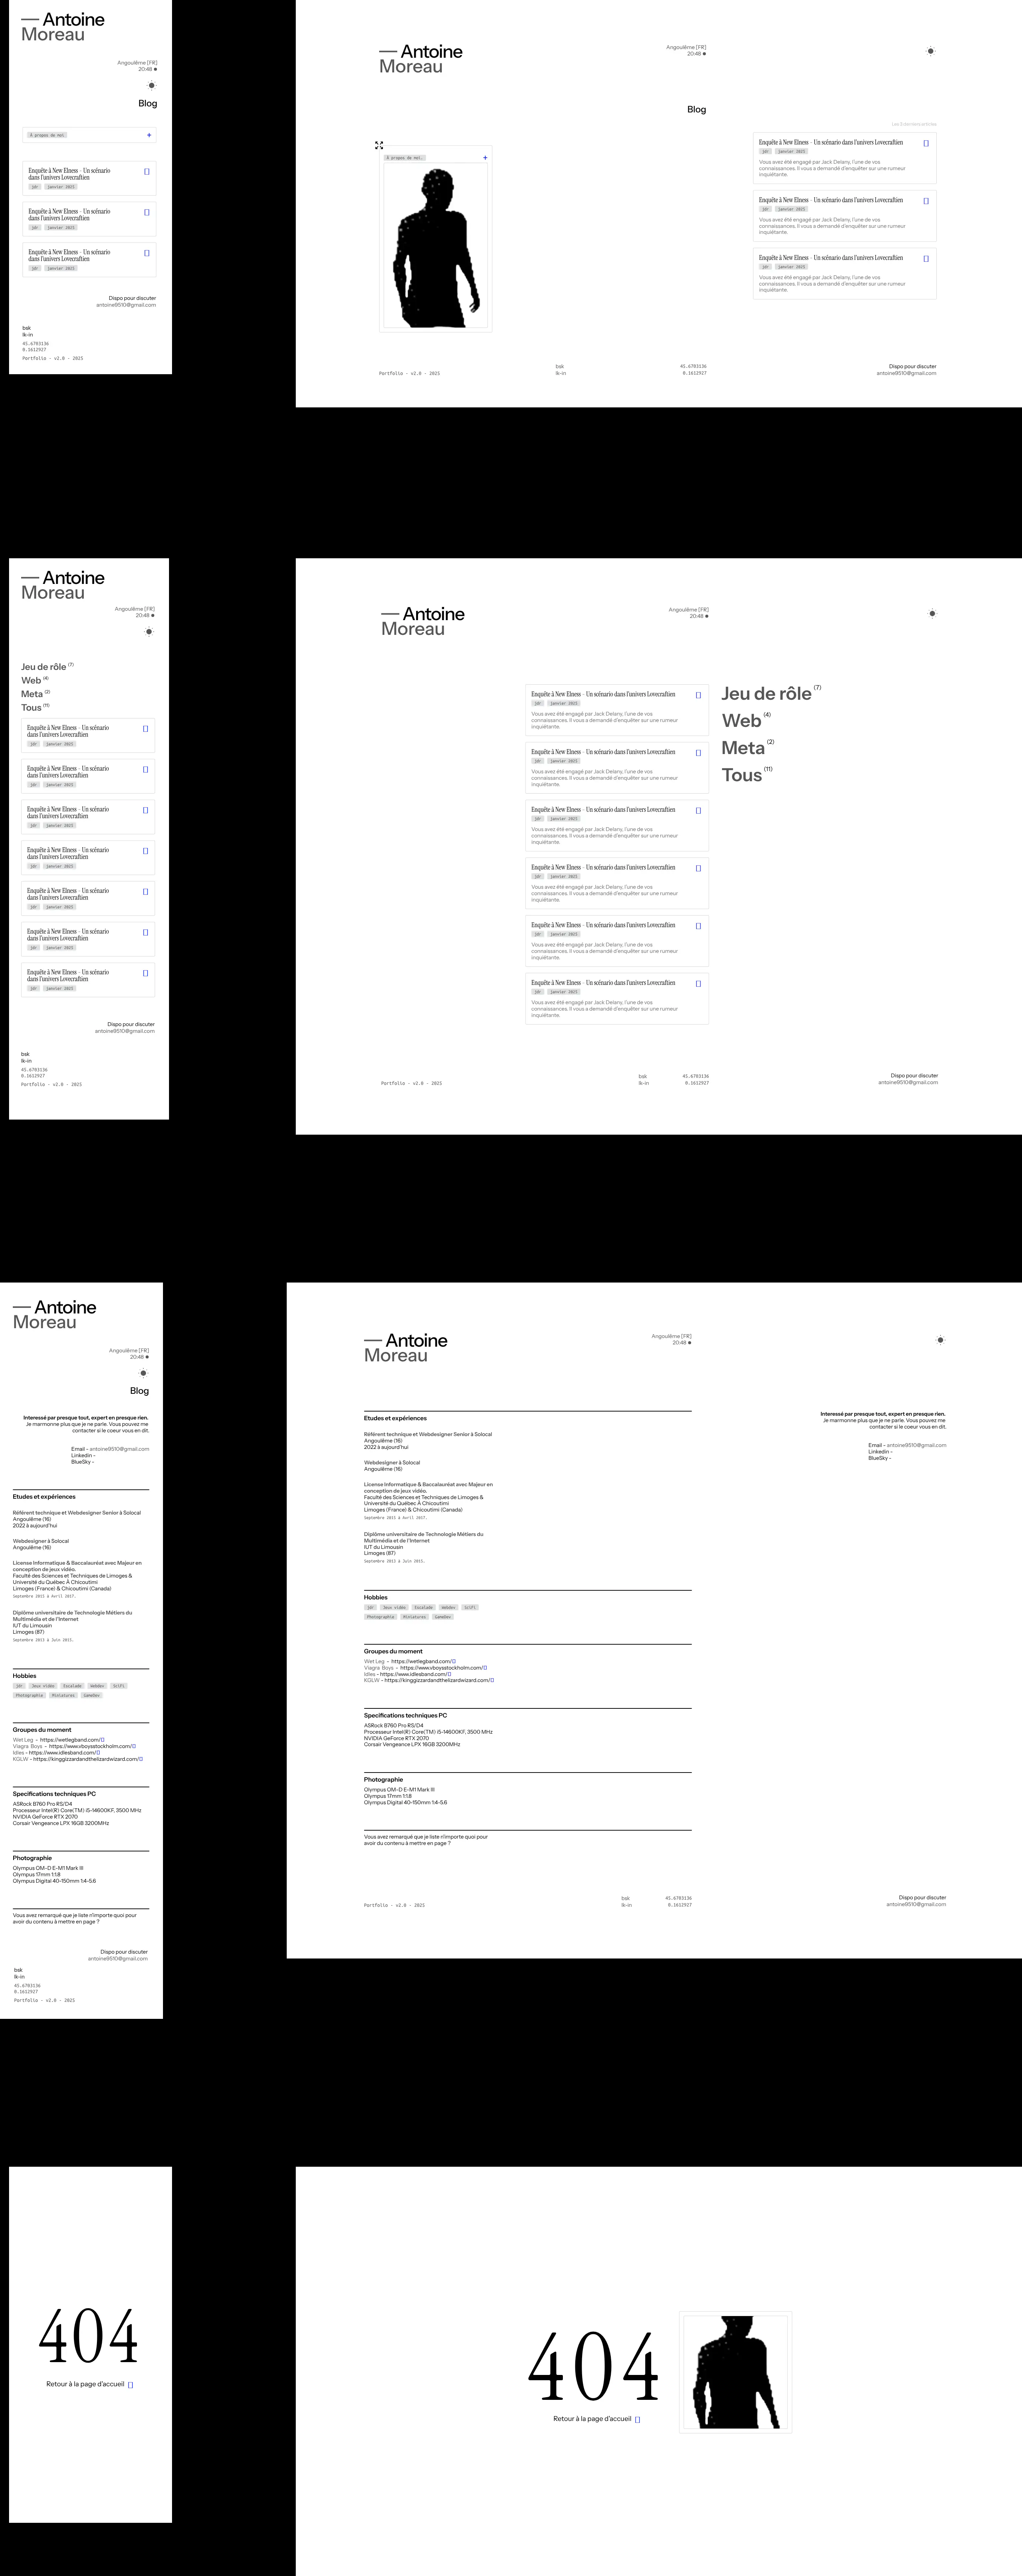 — Antoine
Moreau
Angoulême [FR]
20:48
Blog
À propos de moi
+
Enquête à New Elness - Un scénario
dans l'univers Lovecraftien
jdr janvier 2025
Enquête à New Elness - Un scénario
dans l'univers Lovecraftien
jdr janvier 2025
Enquête à New Elness - Un scénario
dans l'univers Lovecraftien
jdr janvier 2025
Dispo pour discuter
antoine9510@gmail.com
bsk
lk-in
45.6703136
0.1612927
Portfolio - v2.0 - 2025
— Antoine
Moreau
Angoulême [FR]
20:48
Blog
À propos de moi.
+
Enquête à New Elness - Un scénario dans l'univers Lovecraftien
jdr janvier 2025
Vous avez été engagé par Jack Delany, l'une de vos
connaissances. Il vous a demandé d'enquêter sur une rumeur
inquiétante.
Enquête à New Elness - Un scénario dans l'univers Lovecraftien
jdr janvier 2025
Vous avez été engagé par Jack Delany, l'une de vos
connaissances. Il vous a demandé d'enquêter sur une rumeur
inquiétante.
Enquête à New Elness - Un scénario dans l'univers Lovecraftien
jdr janvier 2025
Vous avez été engagé par Jack Delany, l'une de vos
connaissances. Il vous a demandé d'enquêter sur une rumeur
inquiétante.
Portfolio - v2.0 - 2025
bsk
lk-in
45.6703136
0.1612927
Dispo pour discuter
antoine9510@gmail.com
— Antoine
Moreau
Angoulême [FR]
20:48
Jeu de rôle (7)
Web (4)
Meta (2)
Tous (11)
Enquête à New Elness - Un scénario
dans l'univers Lovecraftien
jdr janvier 2025
Enquête à New Elness - Un scénario
dans l'univers Lovecraftien
jdr janvier 2025
Enquête à New Elness - Un scénario
dans l'univers Lovecraftien
jdr janvier 2025
Enquête à New Elness - Un scénario
dans l'univers Lovecraftien
jdr janvier 2025
Enquête à New Elness - Un scénario
dans l'univers Lovecraftien
jdr janvier 2025
Enquête à New Elness - Un scénario
dans l'univers Lovecraftien
jdr janvier 2025
Enquête à New Elness - Un scénario
dans l'univers Lovecraftien
jdr janvier 2025
Dispo pour discuter
antoine9510@gmail.com
bsk
lk-in
45.6703136
0.1612927
Portfolio - v2.0 - 2025
— Antoine
Moreau
Angoulême [FR]
20:48
Enquête à New Elness - Un scénario dans l'univers Lovecraftien
jdr janvier 2025
Vous avez été engagé par Jack Delany, l'une de vos
connaissances. Il vous a demandé d'enquêter sur une rumeur
inquiétante.
Enquête à New Elness - Un scénario dans l'univers Lovecraftien
jdr janvier 2025
Vous avez été engagé par Jack Delany, l'une de vos
connaissances. Il vous a demandé d'enquêter sur une rumeur
inquiétante.
Enquête à New Elness - Un scénario dans l'univers Lovecraftien
jdr janvier 2025
Vous avez été engagé par Jack Delany, l'une de vos
connaissances. Il vous a demandé d'enquêter sur une rumeur
inquiétante.
Enquête à New Elness - Un scénario dans l'univers Lovecraftien
jdr janvier 2025
Vous avez été engagé par Jack Delany, l'une de vos
connaissances. Il vous a demandé d'enquêter sur une rumeur
inquiétante.
Enquête à New Elness - Un scénario dans l'univers Lovecraftien
jdr janvier 2025
Vous avez été engagé par Jack Delany, l'une de vos
connaissances. Il vous a demandé d'enquêter sur une rumeur
inquiétante.
Enquête à New Elness - Un scénario dans l'univers Lovecraftien
jdr janvier 2025
Vous avez été engagé par Jack Delany, l'une de vos
connaissances. Il vous a demandé d'enquêter sur une rumeur
inquiétante.
Jeu de rôle (7)
Web (4)
Meta (2)
Tous (11)
Portfolio - v2.0 - 2025
bsk
lk-in
45.6703136
0.1612927
Dispo pour discuter
antoine9510@gmail.com
— Antoine
Moreau
Angoulême [FR]
20:48
Blog
Interessé par presque tout, expert en presque rien.
Je marmonne plus que je ne parle. Vous pouvez me
contacter si le coeur vous en dit.
Email - antoine9510@gmail.com
Linkedin -
BlueSky -
Etudes et expériences
Référent technique et Webdesigner Senior à Solocal
Angoulême (16)
2022 à aujourd'hui
Webdesigner à Solocal
Angoulême (16)
License Informatique & Baccalauréat avec Majeur en
conception de jeux vidéo.
Faculté des Sciences et Techniques de Limoges &
Université du Québec À Chicoutimi
Limoges (France) & Chicoutimi (Canada)
Septembre 2015 à Avril 2017.
Diplôme universitaire de Technologie Métiers du
Multimédia et de l'Internet
IUT du Limousin
Limoges (87)
Septembre 2013 à Juin 2015.
Hobbies
jdr Jeux vidéo Escalade Webdev SciFi
Photographie Miniatures GameDev
Groupes du moment
Wet Leg - https://wetlegband.com/
Viagra Boys - https://www.vboysstockholm.com/
Idles - https://www.idlesband.com/
KGLW - https://kinggizzardandthelizardwizard.com/
Specifications techniques PC
ASRock B760 Pro RS/D4
Processeur Intel(R) Core(TM) i5-14600KF, 3500 MHz
NVIDIA GeForce RTX 2070
Corsair Vengeance LPX 16GB 3200MHz
Photographie
Olympus OM-D E-M1 Mark III
Olympus 17mm 1:1.8
Olympus Digital 40-150mm 1:4-5.6
Vous avez remarqué que je liste n'importe quoi pour
avoir du contenu à mettre en page ?
Dispo pour discuter
antoine9510@gmail.com
bsk
lk-in
45.6703136
0.1612927
Portfolio - v2.0 - 2025
— Antoine
Moreau
Angoulême [FR]
20:48
Etudes et expériences
Référent technique et Webdesigner Senior à Solocal
Angoulême (16)
2022 à aujourd'hui
Webdesigner à Solocal
Angoulême (16)
License Informatique & Baccalauréat avec Majeur en
conception de jeux vidéo.
Faculté des Sciences et Techniques de Limoges &
Université du Québec À Chicoutimi
Limoges (France) & Chicoutimi (Canada)
Septembre 2015 à Avril 2017.
Diplôme universitaire de Technologie Métiers du
Multimédia et de l'Internet
IUT du Limousin
Limoges (87)
Septembre 2013 à Juin 2015.
Hobbies
jdr Jeux vidéo Escalade Webdev SciFi
Photographie Miniatures GameDev
Groupes du moment
Wet Leg - https://wetlegband.com/
Viagra Boys - https://www.vboysstockholm.com/
Idles - https://www.idlesband.com/
KGLW - https://kinggizzardandthelizardwizard.com/
Specifications techniques PC
ASRock B760 Pro RS/D4
Processeur Intel(R) Core(TM) i5-14600KF, 3500 MHz
NVIDIA GeForce RTX 2070
Corsair Vengeance LPX 16GB 3200MHz
Photographie
Olympus OM-D E-M1 Mark III
Olympus 17mm 1:1.8
Olympus Digital 40-150mm 1:4-5.6
Vous avez remarqué que je liste n'importe quoi pour
avoir du contenu à mettre en page ?
Interessé par presque tout, expert en presque rien.
Je marmonne plus que je ne parle. Vous pouvez me
contacter si le coeur vous en dit.
Email - antoine9510@gmail.com
Linkedin -
BlueSky -
Portfolio - v2.0 - 2025
bsk
lk-in
45.6703136
0.1612927
Dispo pour discuter
antoine9510@gmail.com
404
Retour à la page d'accueil
404
Retour à la page d'accueil